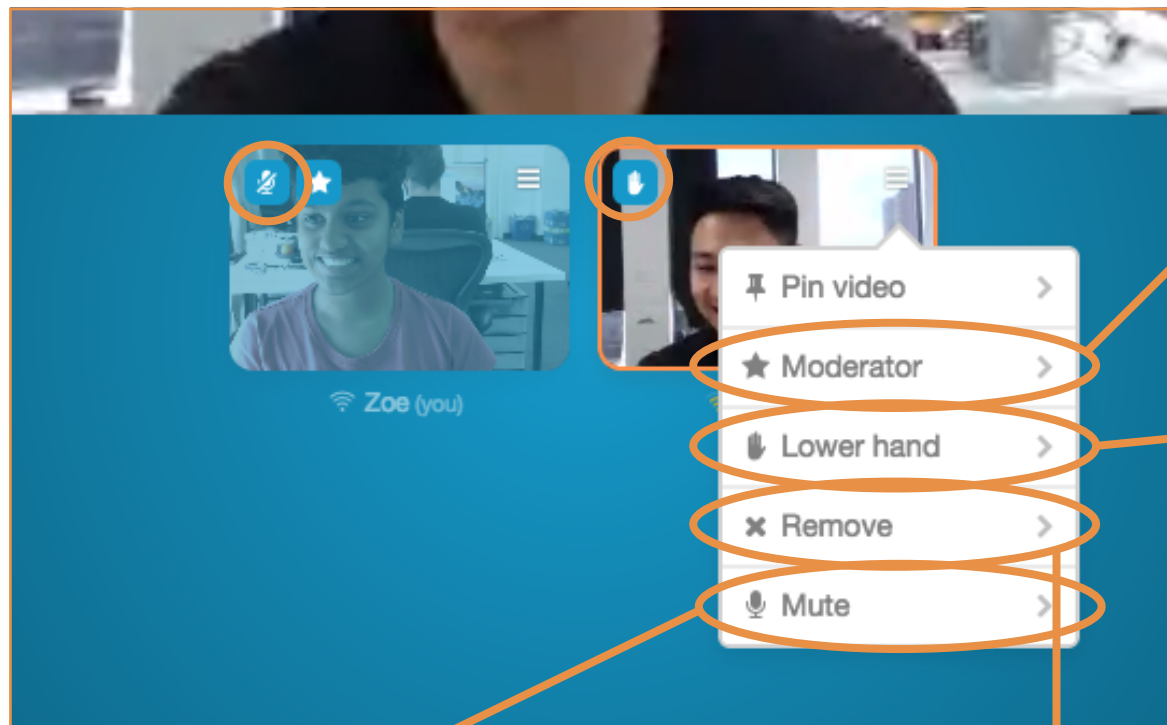 Zoe (you)
Pin video
Moderator
Lower hand
Remove
Mute